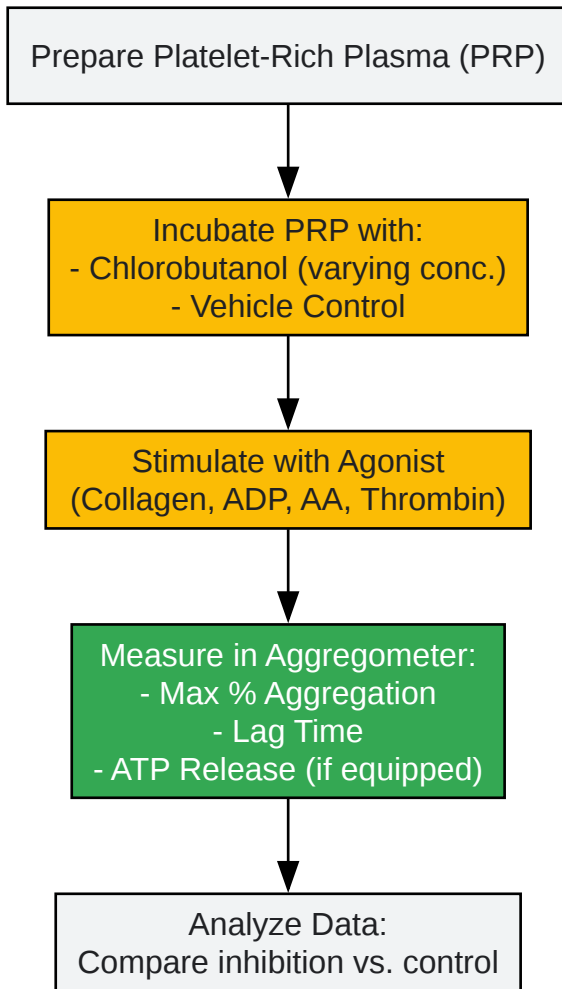 Prepare Platelet-Rich Plasma (PRP)
Incubate PRP with:
- Chlorobutanol (varying conc.)
- Vehicle Control
Stimulate with Agonist
(Collagen, ADP, AA, Thrombin)
Measure in Aggregometer:
- Max % Aggregation
- Lag Time
- ATP Release (if equipped)
Analyze Data:
Compare inhibition vs. control